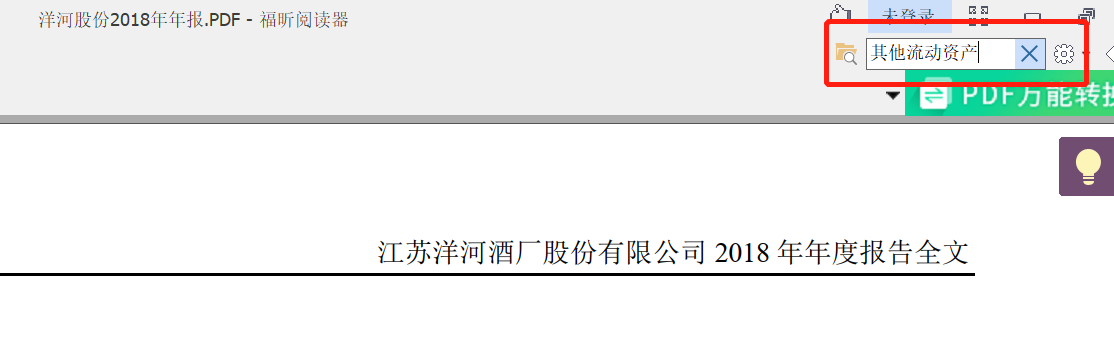 洋河股份2018年年报.PDF - 福昕阅读器
未登录
其他流动资产
PDF万能转换
江苏洋河酒厂股份有限公司 2018 年年度报告全文